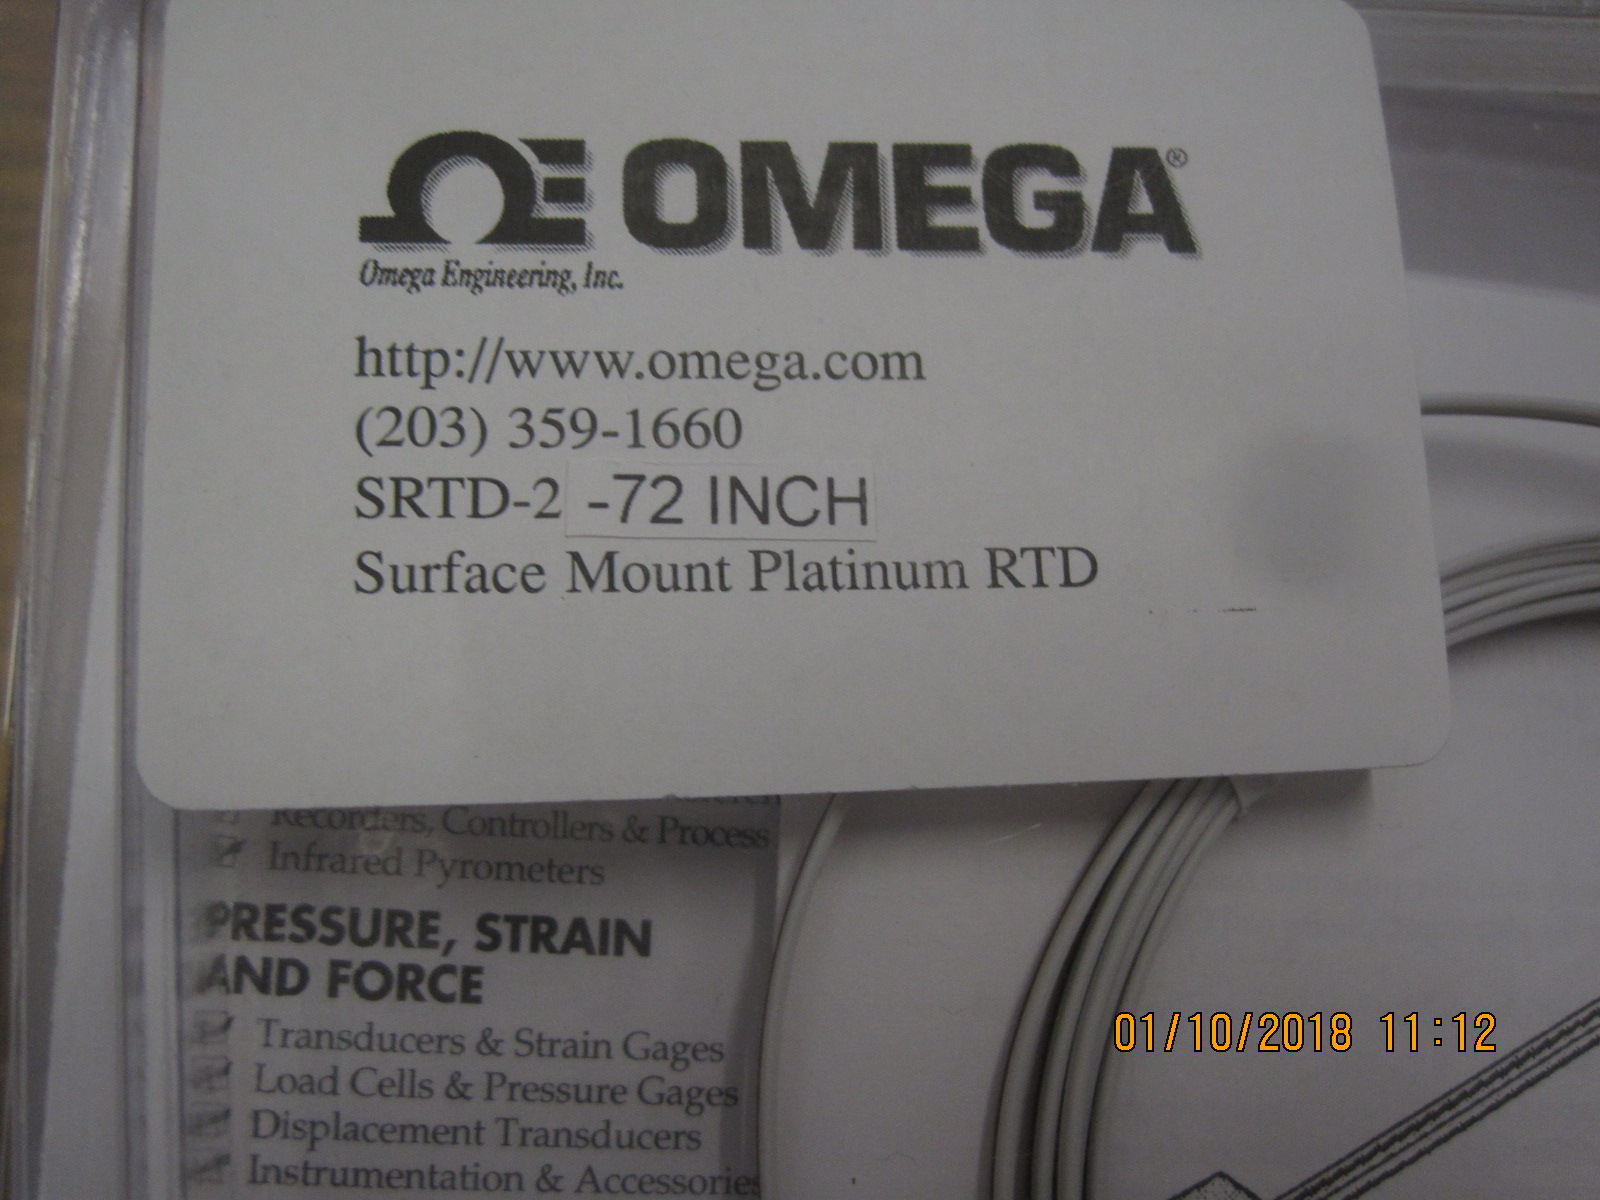 OMEGA®
Omega Engineering, Inc.
http://www.omega.com
(203) 359-1660
SRTD-2 -72 INCH
Surface Mount Platinum RTD
Recorders, Controllers & Process
Infrared Pyrometers
PRESSURE, STRAIN
AND FORCE
Transducers & Strain Gages
Load Cells & Pressure Gages
Displacement Transducers
Instrumentation & Accessories
01/10/2018 11:12